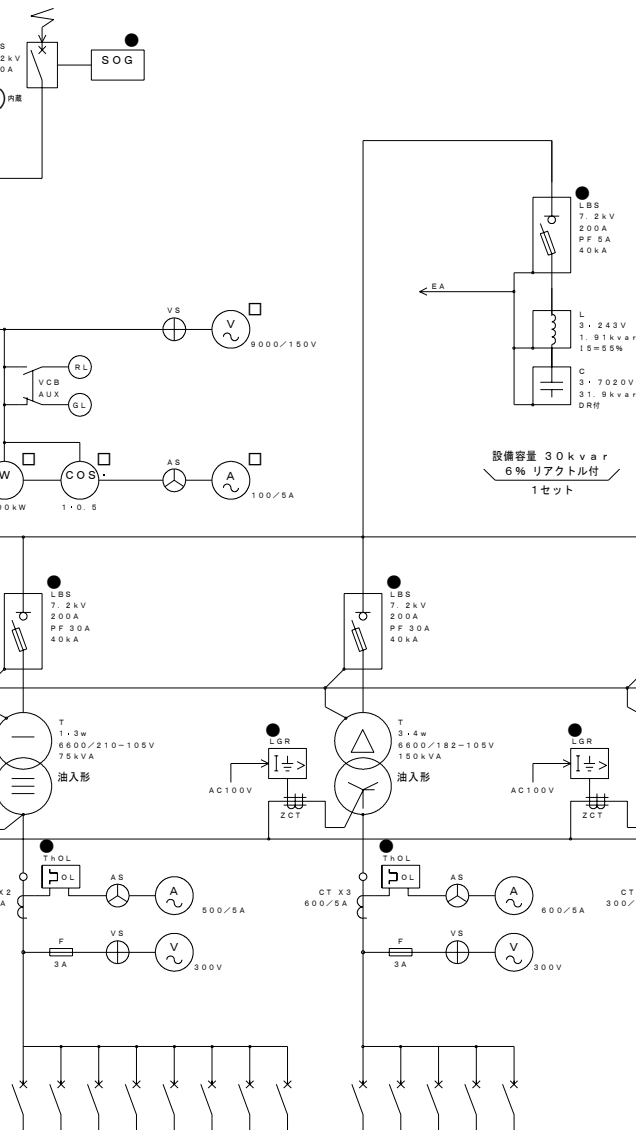 S
2kV
0A
SOG
内蔵
LBS
7.2kV
200A
PF 5A
40kA
EA
VS
V
9000/150V
L
3・243V
1.91kvar
I5=55%
RL
VCB
AUX
GL
C
3・7020V
31.9kvar
DR付
設備容量 30kvar
6% リアクトル付
1セット
W
COS
AS
A
0kW
1・0.5
100/5A
LBS
7.2kV
200A
PF 30A
40kA
LBS
7.2kV
200A
PF 30A
40kA
T
1・3w
6600/210−105V
75kVA
油入形
LGR
I
AC100V
ZCT
T
3・4w
6600/182−105V
150kVA
油入形
LGR
I
AC100V
ZCT
ThOL
OL
X2
A
AS
A
500/5A
F
3A
VS
V
300V
ThOL
OL
CT X3
600/5A
AS
A
600/5A
F
3A
VS
V
300V
CT
300/